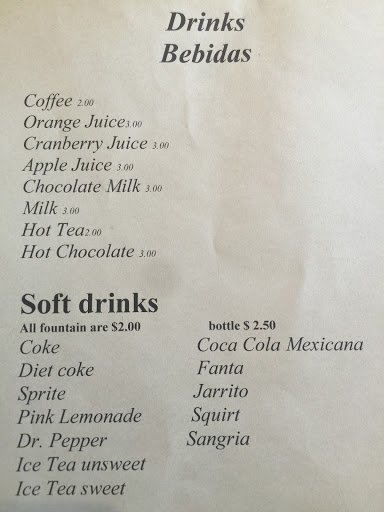 Drinks
Bebidas
Coffee 2.00
Orange Juice3.00
Cranberry Juice 3.00
Apple Juice 3.00
Chocolate Milk 3.00
Milk 3.00
Hot Tea2.00
Hot Chocolate 3.00
Soft drinks
All fountain are $2.00
Coke
Diet coke
Sprite
Pink Lemonade
Dr. Pepper
Ice Tea unsweet
Ice Tea sweet
bottle $ 2.50
Coca Cola Mexicana
Fanta
Jarrito
Squirt
Sangria